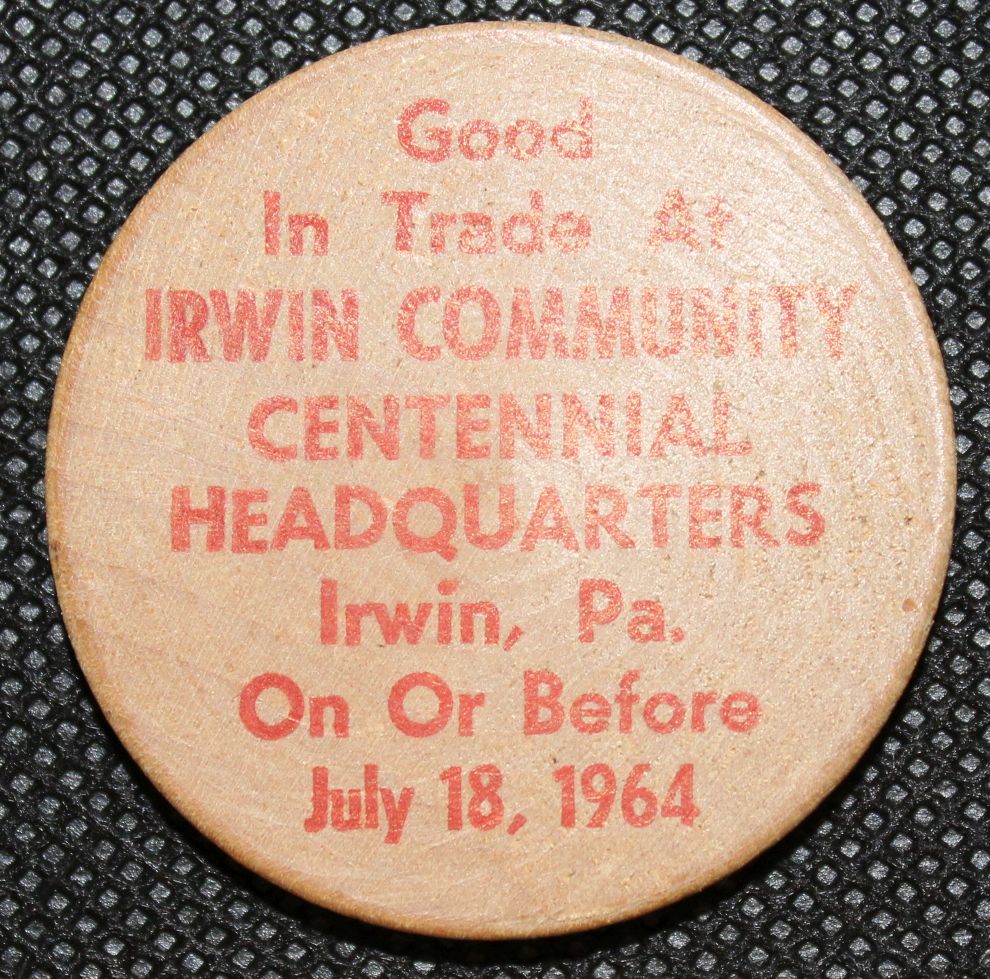 Good
In Trade At
IRWIN COMMUNITY
CENTENNIAL
HEADQUARTERS
Irwin, Pa.
On Or Before
July 18, 1964